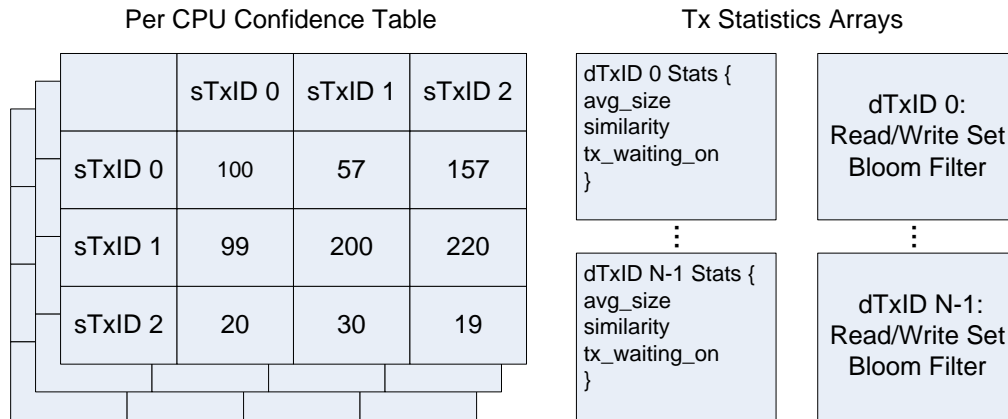 Per CPU Confidence Table
sTxID 0 sTxID 1 sTxID 2
sTxID 0 100 57 157
sTxID 1 99 200 220
sTxID 2 20 30 19
Tx Statistics Arrays
dTxID 0 Stats {
avg_size
similarity
tx_waiting_on
}
dTxID 0:
Read/Write Set
Bloom Filter
...
...
dTxID N-1 Stats {
avg_size
similarity
tx_waiting_on
}
dTxID N-1:
Read/Write Set
Bloom Filter